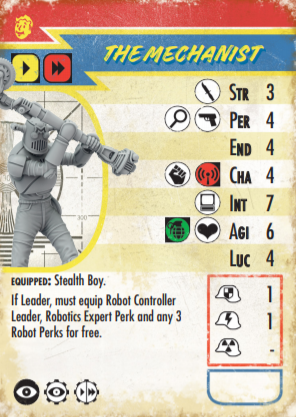 THE MECHANIST
STR 3
PER 4
END 4
CHA 4
INT 7
AGI 6
LUC 4
EQUIPPED: Stealth Boy.
If Leader, must equip Robot Controller
Leader, Robotics Expert Perk and any 3
Robot Perks for free.
1
1
-